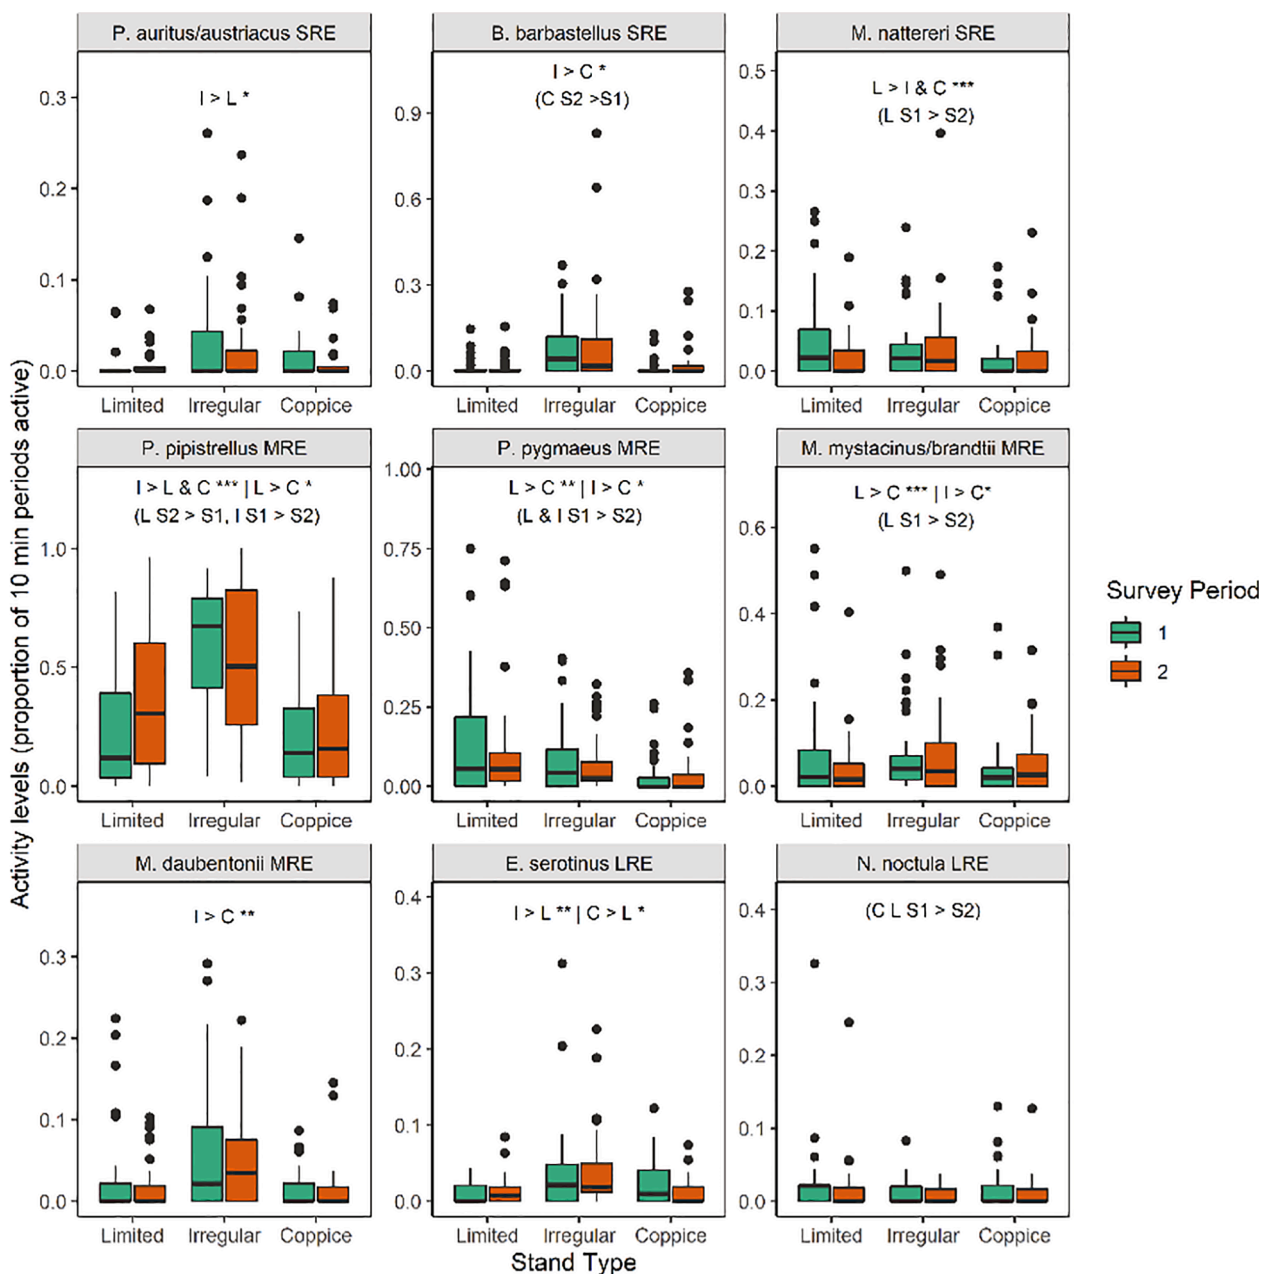 P. auritus/austriacus SRE
B. barbastellus SRE
M. nattereri SRE
I > L *
I > C *
(C S2 >S1)
L > I & C ***
(L S1 > S2)
0.3
0.2
0.1
0.0
0.9
0.6
0.3
0.0
0.5
0.4
0.3
0.2
0.1
0.0
Limited Irregular Coppice
Limited Irregular Coppice
Limited Irregular Coppice
P. pipistrellus MRE
P. pygmaeus MRE
M. mystacinus/brandtii MRE
I > L & C *** | L > C *
(L S2 > S1, I S1 > S2)
L > C ** | I > C *
(L & I S1 > S2)
L > C *** | I > C*
(L S1 > S2)
1.0
0.5
0.0
1.00
0.75
0.50
0.25
0.00
0.6
0.4
0.2
0.0
Limited Irregular Coppice
Limited Irregular Coppice
Limited Irregular Coppice
M. daubentonii MRE
E. serotinus LRE
N. noctula LRE
I > C **
I > L ** | C > L *
(C L S1 > S2)
0.3
0.2
0.1
0.0
0.4
0.3
0.2
0.1
0.0
0.4
0.3
0.2
0.1
0.0
Limited Irregular Coppice
Limited Irregular Coppice
Limited Irregular Coppice
Activity levels (proportion of 10 min periods active)
Stand Type
Survey Period
1
2